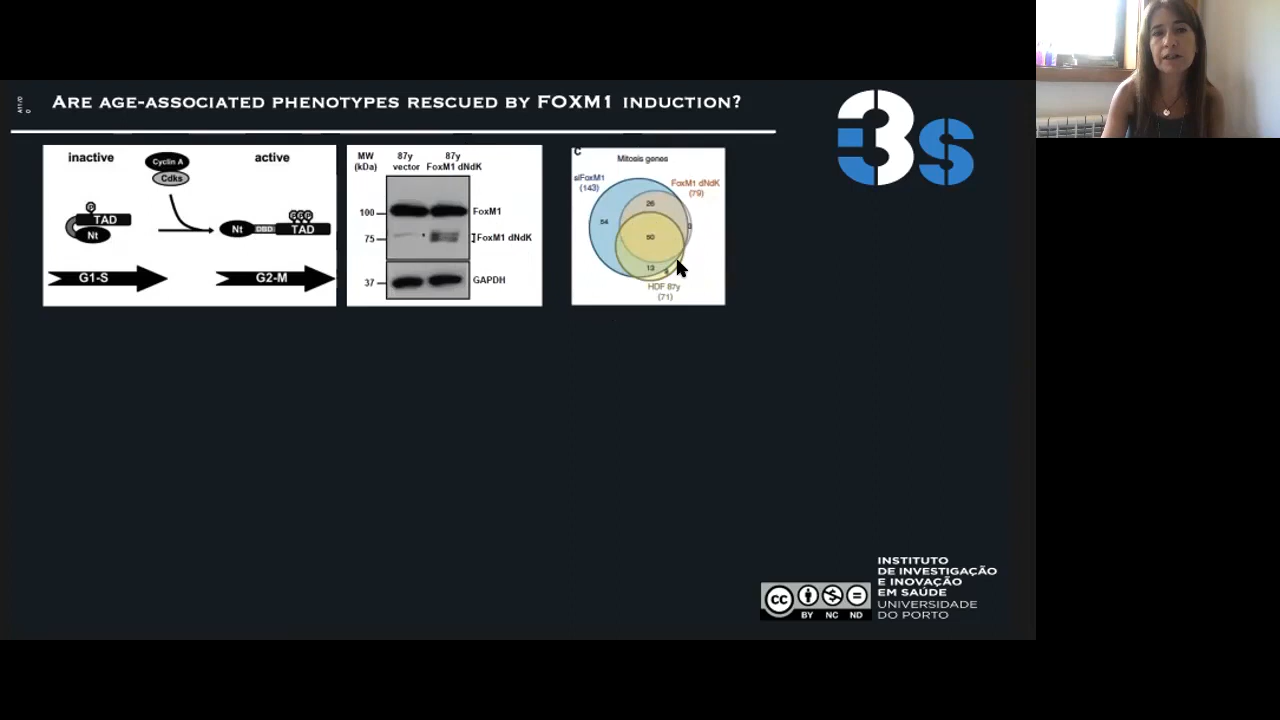 ARE AGE-ASSOCIATED PHENOTYPES RESCUED BY FOXM1 INDUCTION?
3s
inactive
active
Cyclin A
Cdks
TAD
Nt
Nt
DBD
TAD
G1-S
G2-M
MW
(kDa)
87y
vector
87y
FoxM1 dNdK
100
75
37
FoxM1
FoxM1 dNdK
GAPDH
C
Mitosis genes
siFoxM1
(143)
FoxM1 dNdK
(79)
26
54
50
13
HDF 87y
(71)
CC
BY NC ND
INSTITUTO
DE INVESTIGAÇÃO
E INOVAÇÃO
EM SAÚDE
UNIVERSIDADE
DO PORTO